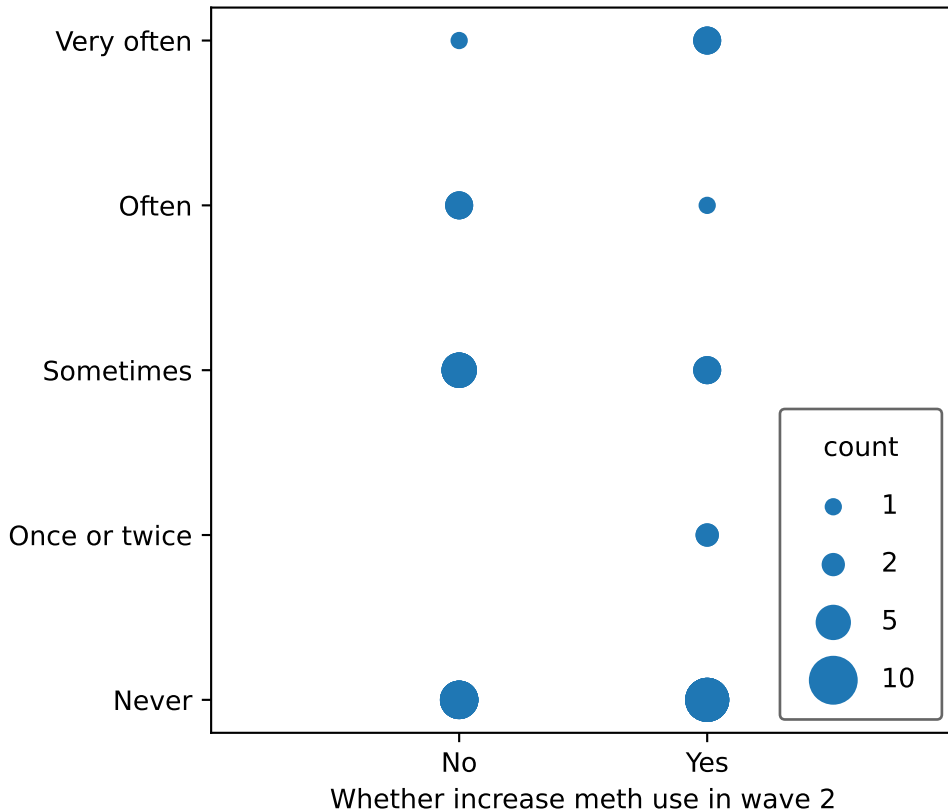 Very often
Often
Sometimes
Once or twice
Never
count
1
2
5
10
No
Yes
Whether increase meth use in wave 2